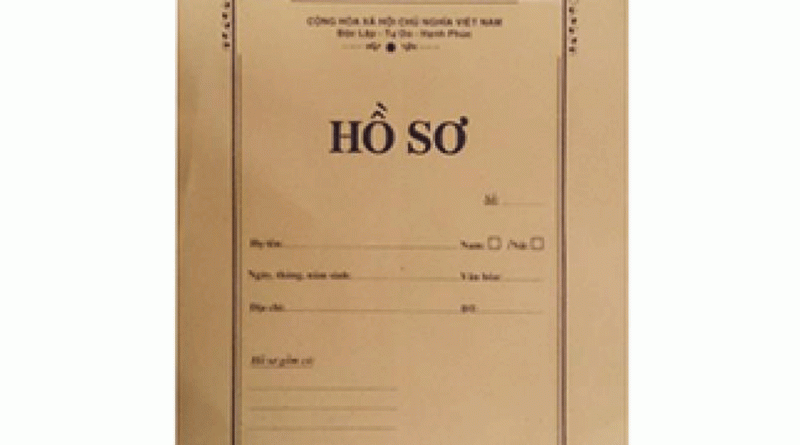 CỘNG HÒA XÃ HỘI CHỦ NGHĨA VIỆT NAM
Độc Lập - Tự Do - Hạnh Phúc
HỒ SƠ
Số:
Họ tên: Nam: /Nữ:
Ngày, tháng, năm sinh: Văn hóa:
Địa chỉ: ĐT:
Hồ sơ gồm có: